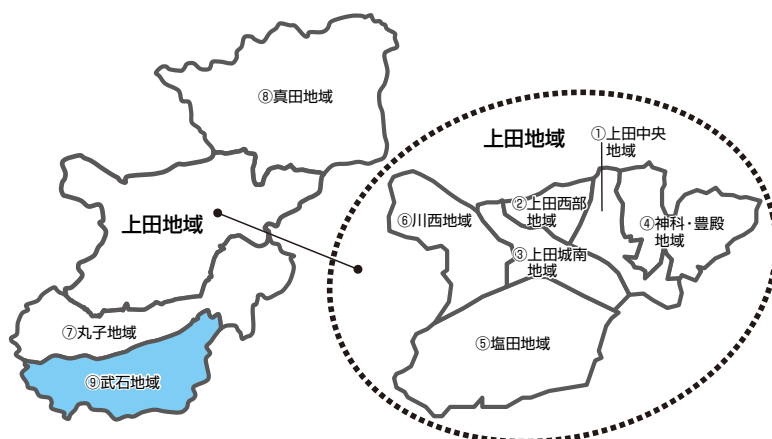 ⑧真田地域
上田地域
⑦丸子地域
⑨武石地域
上田地域
①上田中央
地域
②上田西部
地域
③上田城南
地域
④神科・豊殿
地域
⑥川西地域
⑤塩田地域